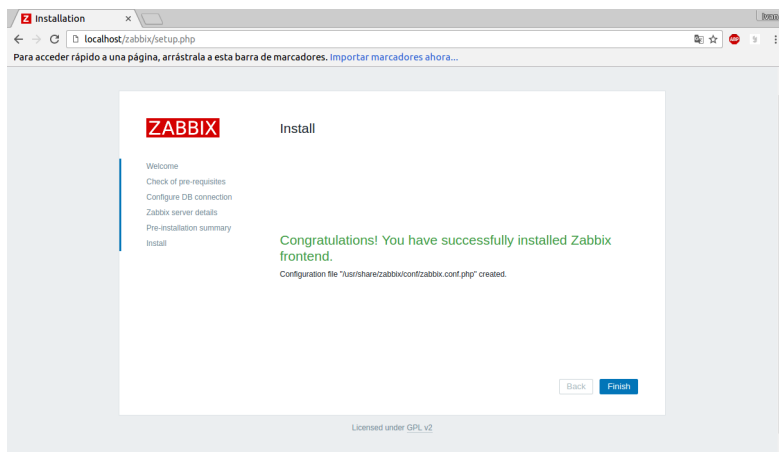 Z Installation
Ivan
localhost/zabbix/setup.php
ABP
Para acceder rápido a una página, arrástrala a esta barra de marcadores. Importar marcadores ahora...
ZABBIX
Install
Welcome
Check of pre-requisites
Configure DB connection
Zabbix server details
Pre-installation summary
Install
Congratulations! You have successfully installed Zabbix
frontend.
Configuration file "/usr/share/zabbix/conf/zabbix.conf.php" created.
Back Finish
Licensed under GPL v2